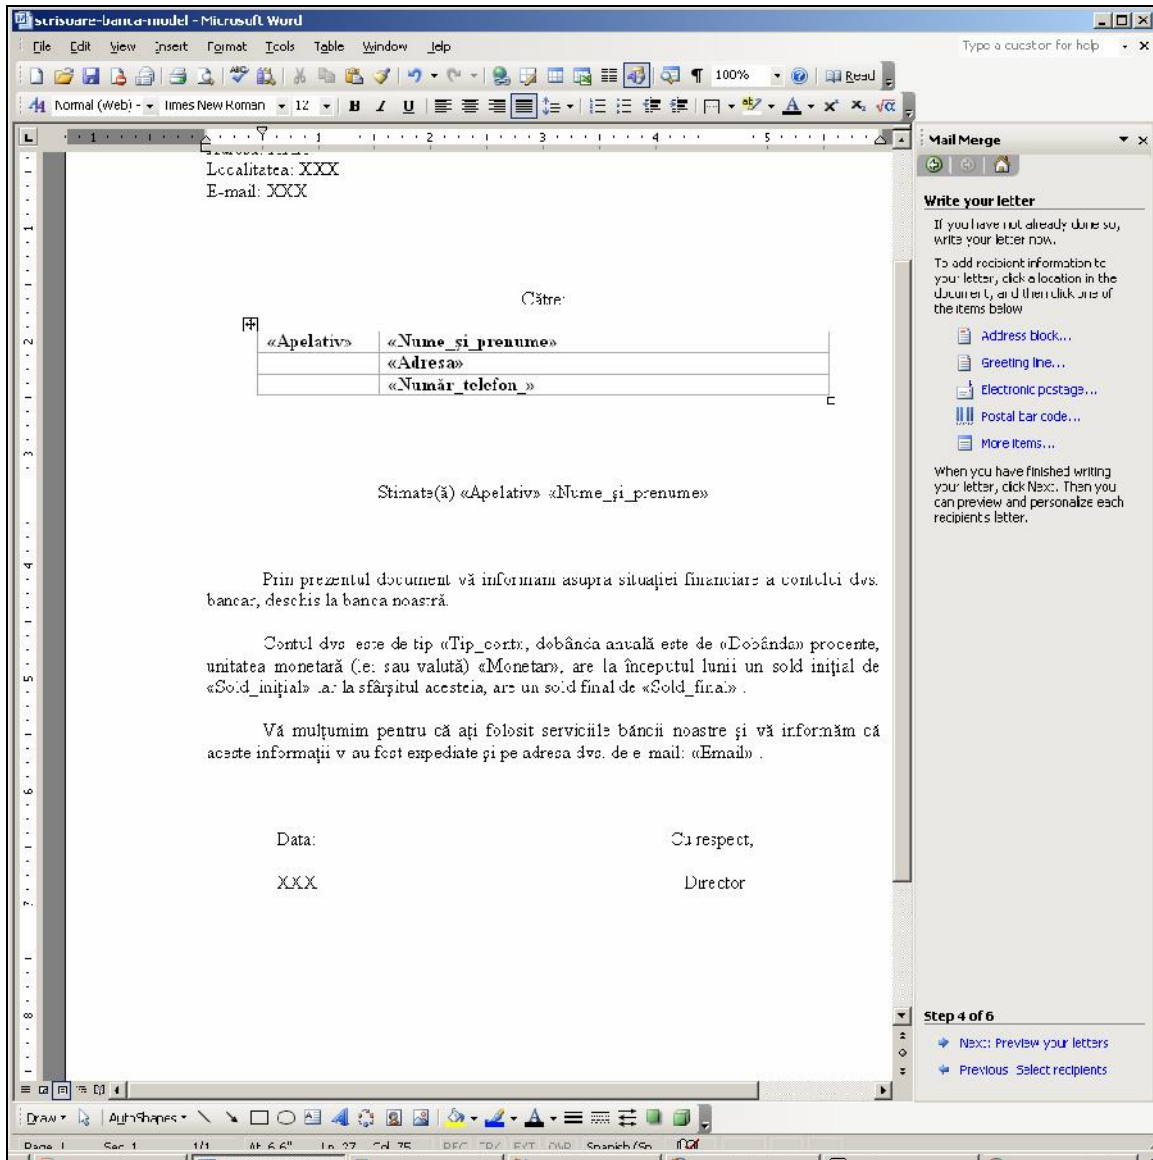 scrisoare-banca-model - Microsoft Word
File Edit View Insert Format Tools Table Window Help
Type a question for help
100% Read
Normal (Web) Times New Roman 12 B I U
1 1 2 3 4 5
Mail Merge
Localitatea: XXX
E-mail: XXX
Către:
«Apelativ» «Nume_și_prenume»
«Adresa»
«Număr_telefon_»
Stimate(ă) «Apelativ» «Nume_și_prenume»
Prin prezentul document vă informăm asupra situației financiare a contului dvs.
bancar, deschis la banca noastră.
Contul dvs. este de tip «Tip_cont», dobânda anuală este de «Dobânda» procente,
unitatea monetară (lei sau valută) «Monetar», are la începutul lunii un sold inițial de
«Sold_inițial» iar la sfârșitul acesteia, are un sold final de «Sold_final» .
Vă mulțumim pentru că ați folosit serviciile băncii noastre și vă informăm că
aceste informații v-au fost expediate și pe adresa dvs. de e-mail: «Email» .
Data: Cu respect,
XXX Director
Write your letter
If you have not already done so,
write your letter now.
To add recipient information to
your letter, click a location in the
document, and then click one of
the items below.
Address block...
Greeting line...
Electronic postage...
Postal bar code...
More items...
When you have finished writing
your letter, click Next. Then you
can preview and personalize each
recipient's letter.
Step 4 of 6
Next: Preview your letters
Previous: Select recipients
Draw AutoShapes
Page 1 Sec 1 1/1 At 6.6" Ln 27 Col 75 REC TRK EXT OVR Spanish (Sp